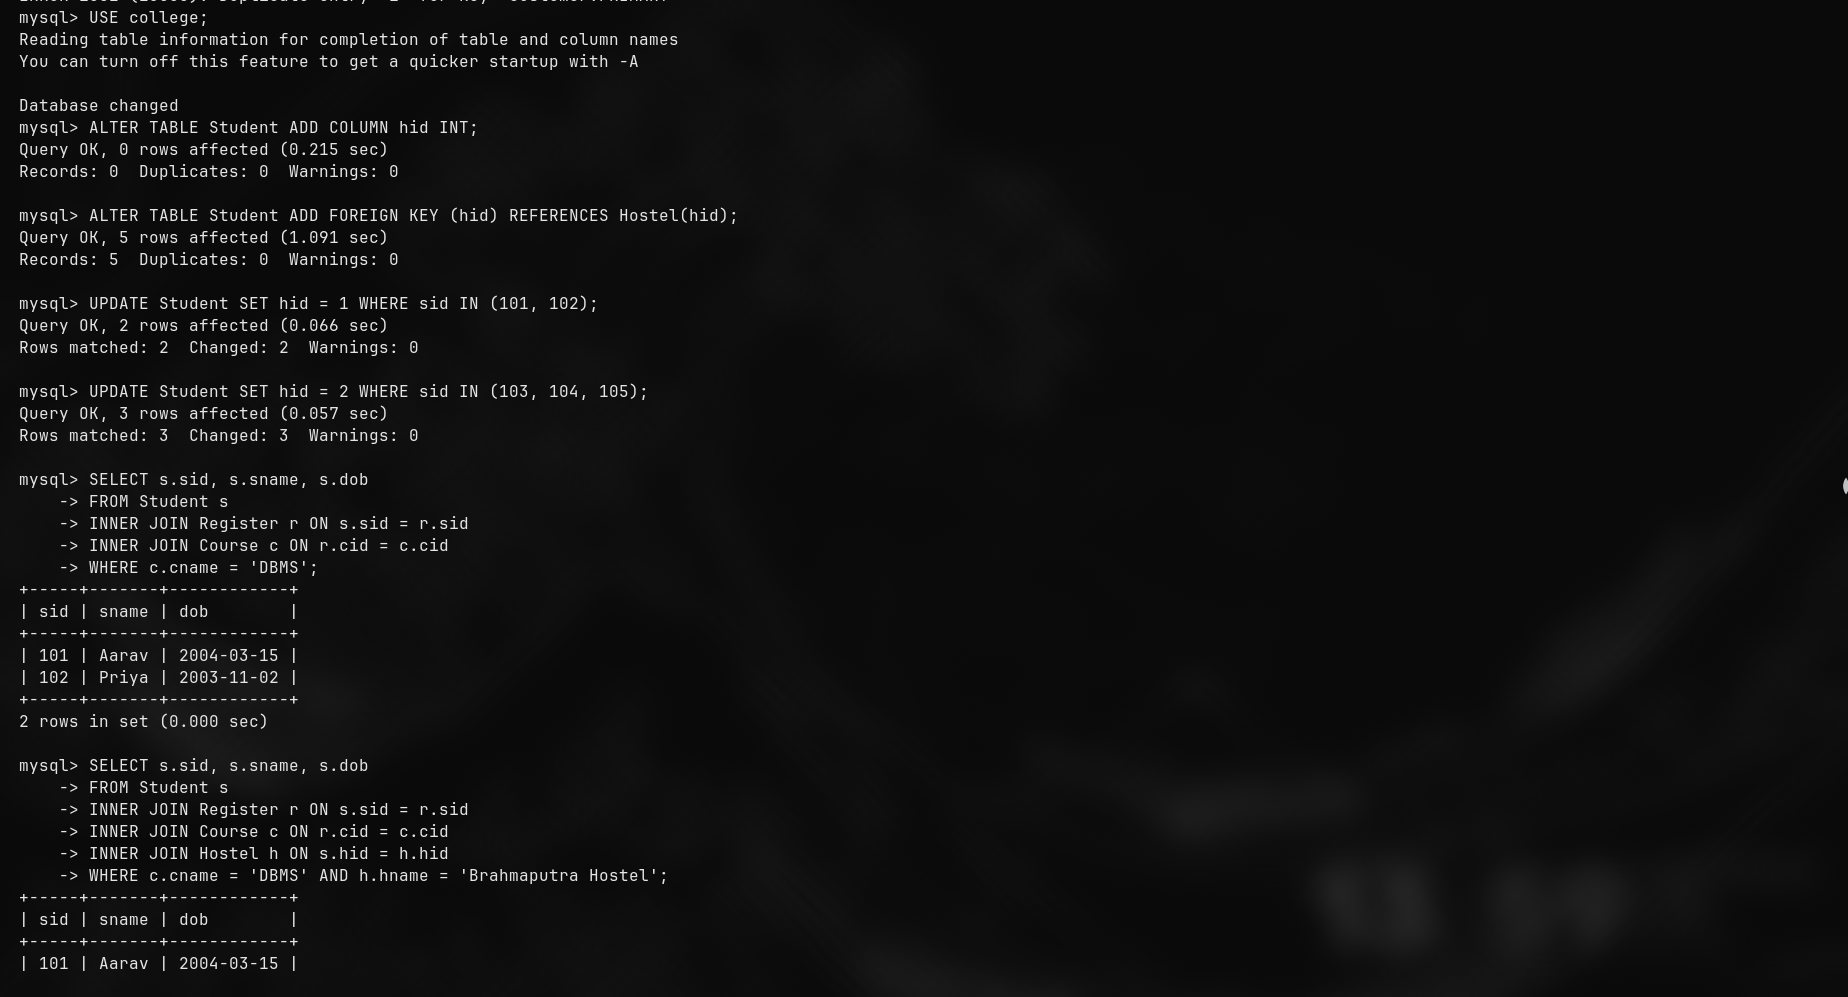 mysql> USE college;
Reading table information for completion of table and column names
You can turn off this feature to get a quicker startup with -A
Database changed
mysql> ALTER TABLE Student ADD COLUMN hid INT;
Query OK, 0 rows affected (0.215 sec)
Records: 0  Duplicates: 0  Warnings: 0
mysql> ALTER TABLE Student ADD FOREIGN KEY (hid) REFERENCES Hostel(hid);
Query OK, 5 rows affected (1.091 sec)
Records: 5  Duplicates: 0  Warnings: 0
mysql> UPDATE Student SET hid = 1 WHERE sid IN (101, 102);
Query OK, 2 rows affected (0.066 sec)
Rows matched: 2  Changed: 2  Warnings: 0
mysql> UPDATE Student SET hid = 2 WHERE sid IN (103, 104, 105);
Query OK, 3 rows affected (0.057 sec)
Rows matched: 3  Changed: 3  Warnings: 0
mysql> SELECT s.sid, s.sname, s.dob
    -> FROM Student s
    -> INNER JOIN Register r ON s.sid = r.sid
    -> INNER JOIN Course c ON r.cid = c.cid
    -> WHERE c.cname = 'DBMS';
+-----+-------+------------+
| sid | sname | dob        |
+-----+-------+------------+
| 101 | Aarav | 2004-03-15 |
| 102 | Priya | 2003-11-02 |
+-----+-------+------------+
2 rows in set (0.000 sec)
mysql> SELECT s.sid, s.sname, s.dob
    -> FROM Student s
    -> INNER JOIN Register r ON s.sid = r.sid
    -> INNER JOIN Course c ON r.cid = c.cid
    -> INNER JOIN Hostel h ON s.hid = h.hid
    -> WHERE c.cname = 'DBMS' AND h.hname = 'Brahmaputra Hostel';
+-----+-------+------------+
| sid | sname | dob        |
+-----+-------+------------+
| 101 | Aarav | 2004-03-15 |